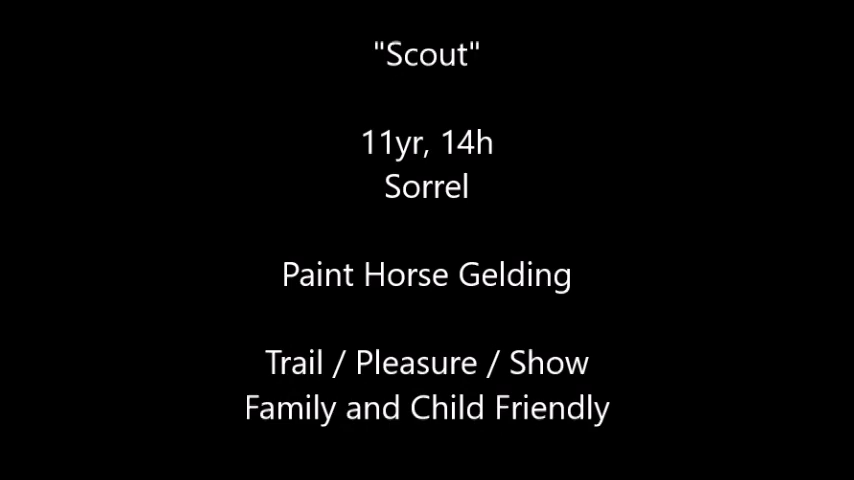 "Scout"
11yr, 14h
Sorrel
Paint Horse Gelding
Trail / Pleasure / Show
Family and Child Friendly